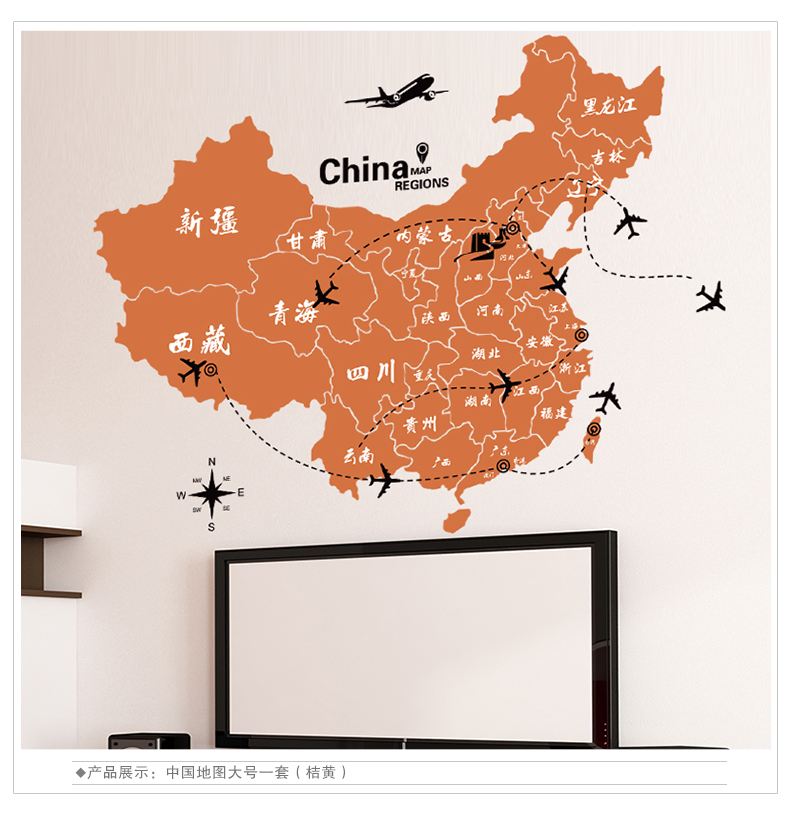 China
MAP
REGIONS
黑龙江
吉林
辽宁
新疆
甘肃
内蒙古
宁夏
河北
山西
山东
青海
陕西
河南
江苏
上海
西藏
四川
重庆
湖北
安徽
浙江
湖南
江西
贵州
福建
云南
广西
广东
N
NW
NE
W
E
SW
SE
S
◆产品展示：中国地图大号一套（桔黄）